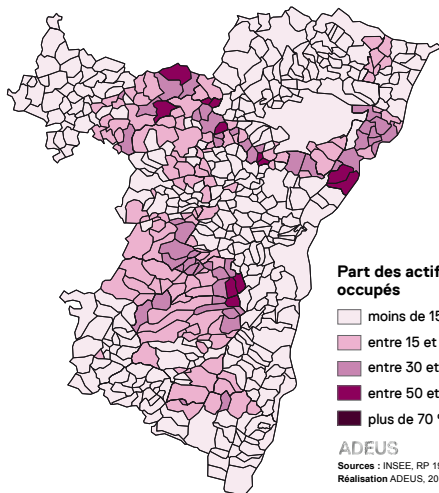 Part des actif
occupés
moins de 15
entre 15 et
entre 30 et
entre 50 et
plus de 70 %
ADEUS
Sources : INSEE, RP 19
Réalisation ADEUS, 20